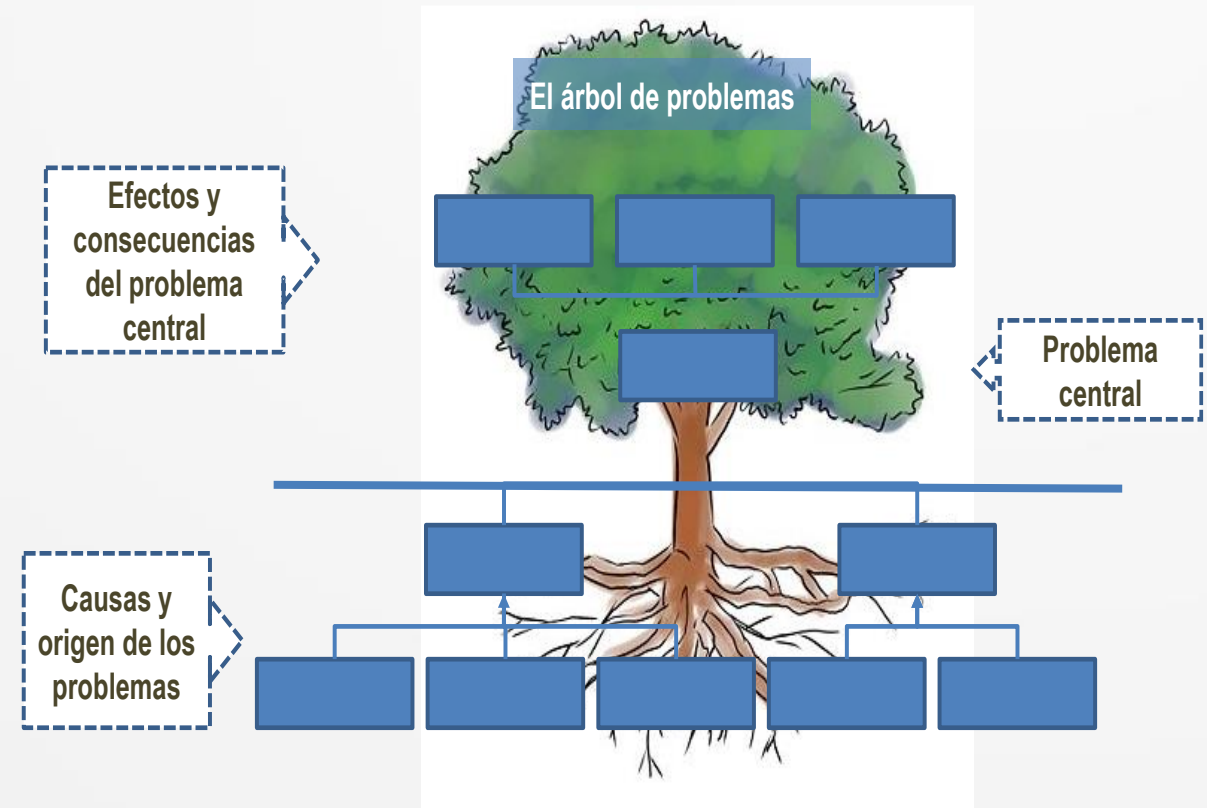 El árbol de problemas
Efectos y
consecuencias
del problema
central
Problema
central
Causas y
origen de los
problemas